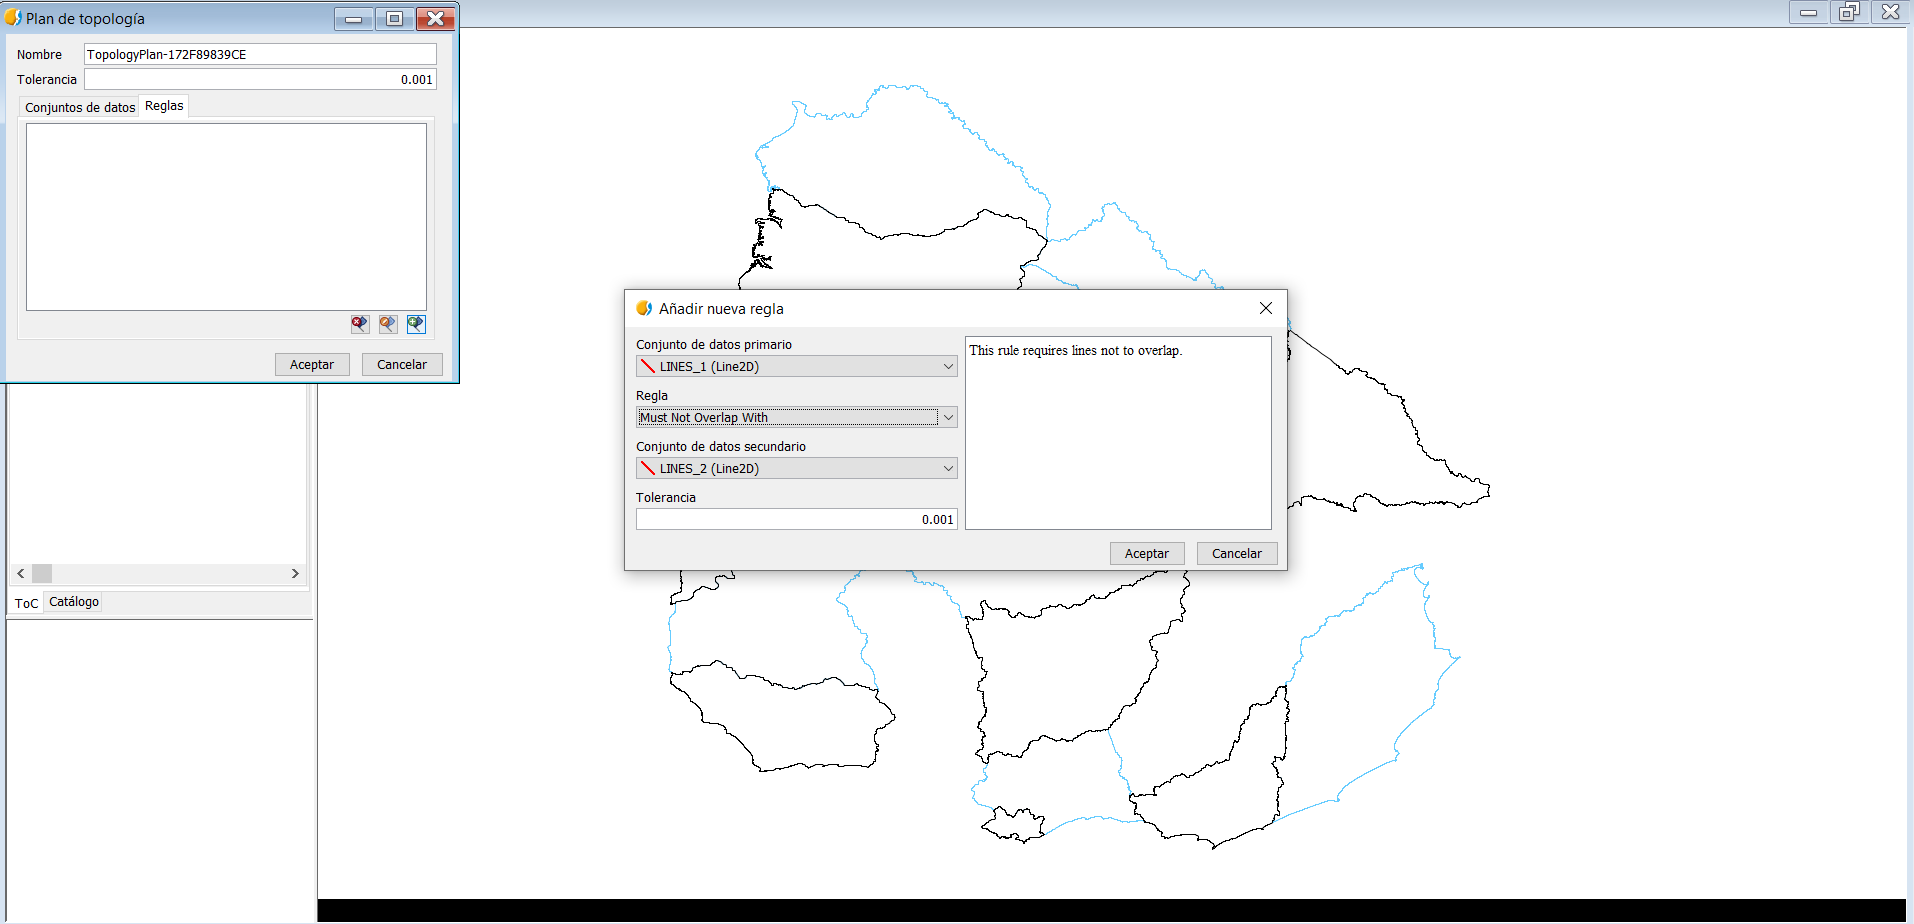 Plan de topología
Nombre
TopologyPlan-172F89839CE
Tolerancia
0.001
Conjuntos de datos
Reglas
Aceptar
Cancelar
Añadir nueva regla
Conjunto de datos primario
LINES_1 (Line2D)
Regla
Must Not Overlap With
Conjunto de datos secundario
LINES_2 (Line2D)
Tolerancia
0.001
This rule requires lines not to overlap.
Aceptar
Cancelar
ToC
Catálogo